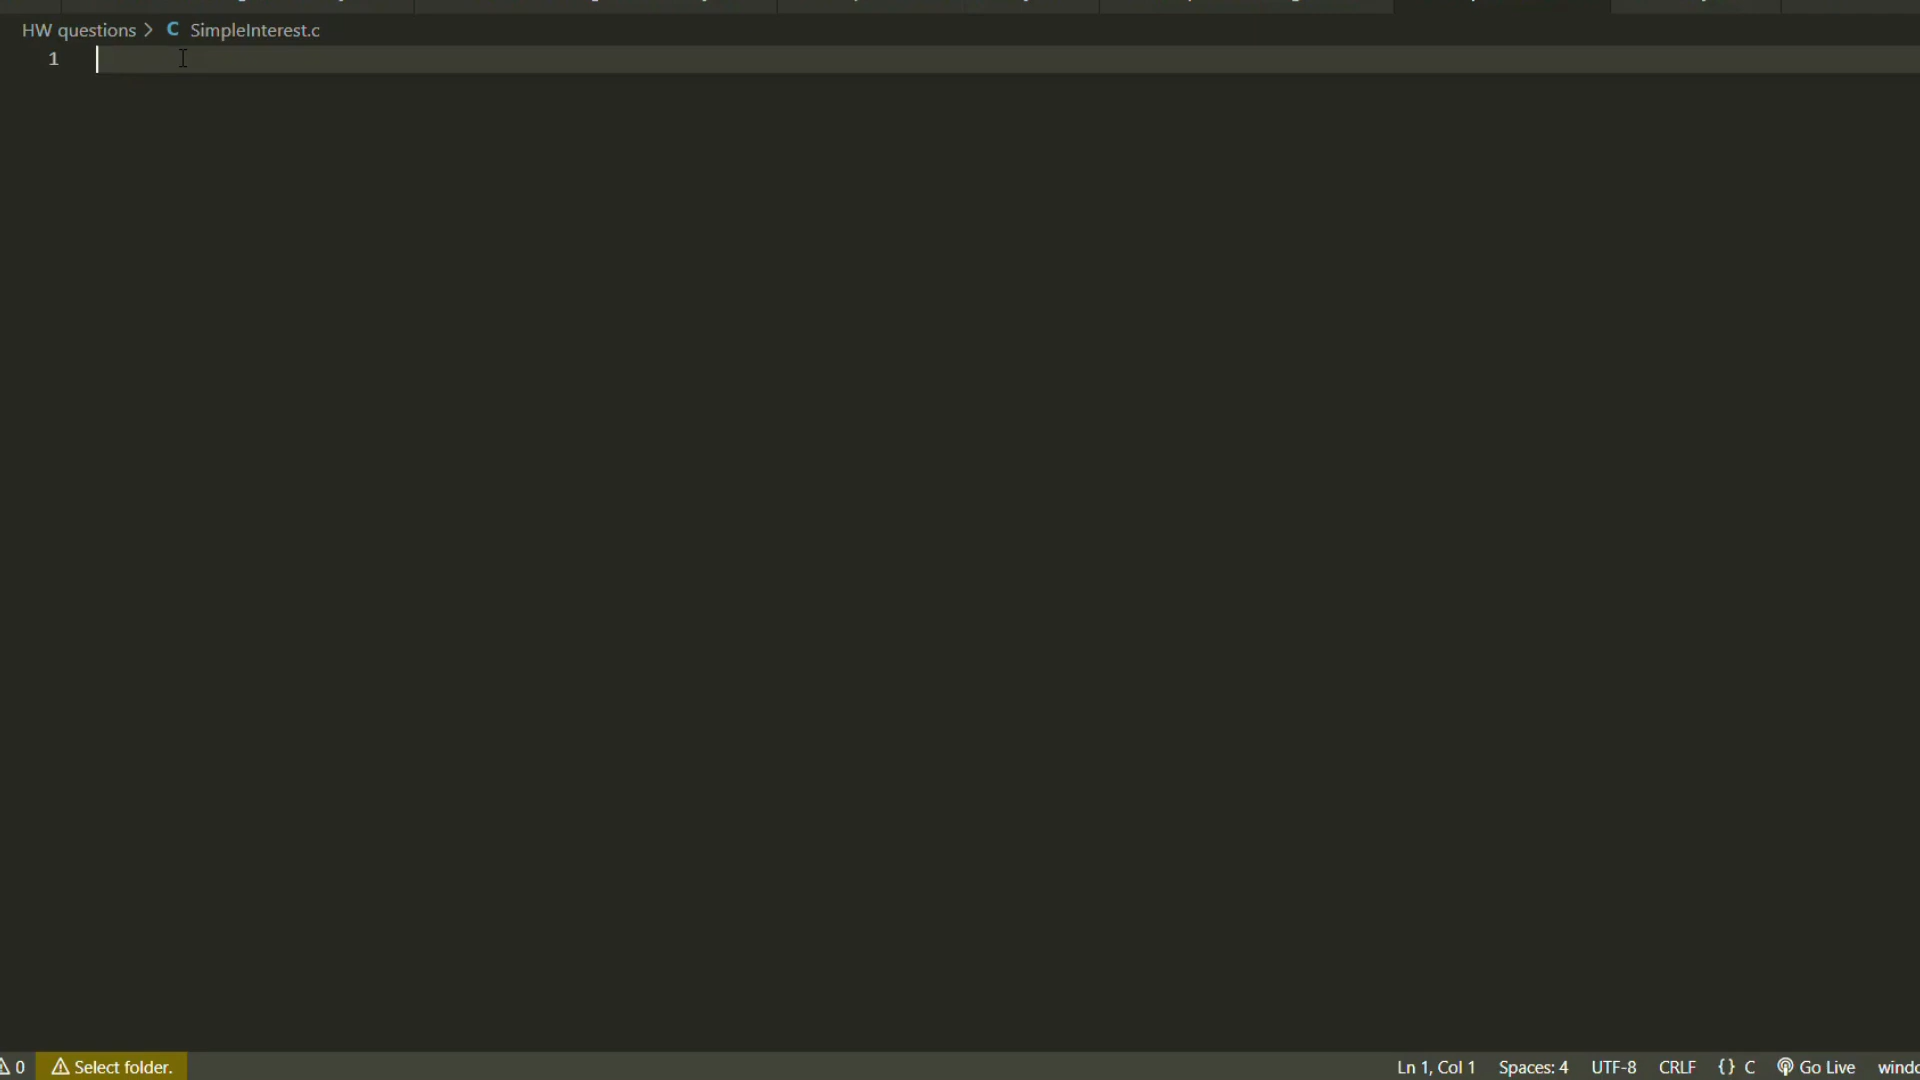 HW questions > C SimpleInterest.c
1
0 Select folder. Ln 1, Col 1 Spaces: 4 UTF-8 CRLF {} C Go Live